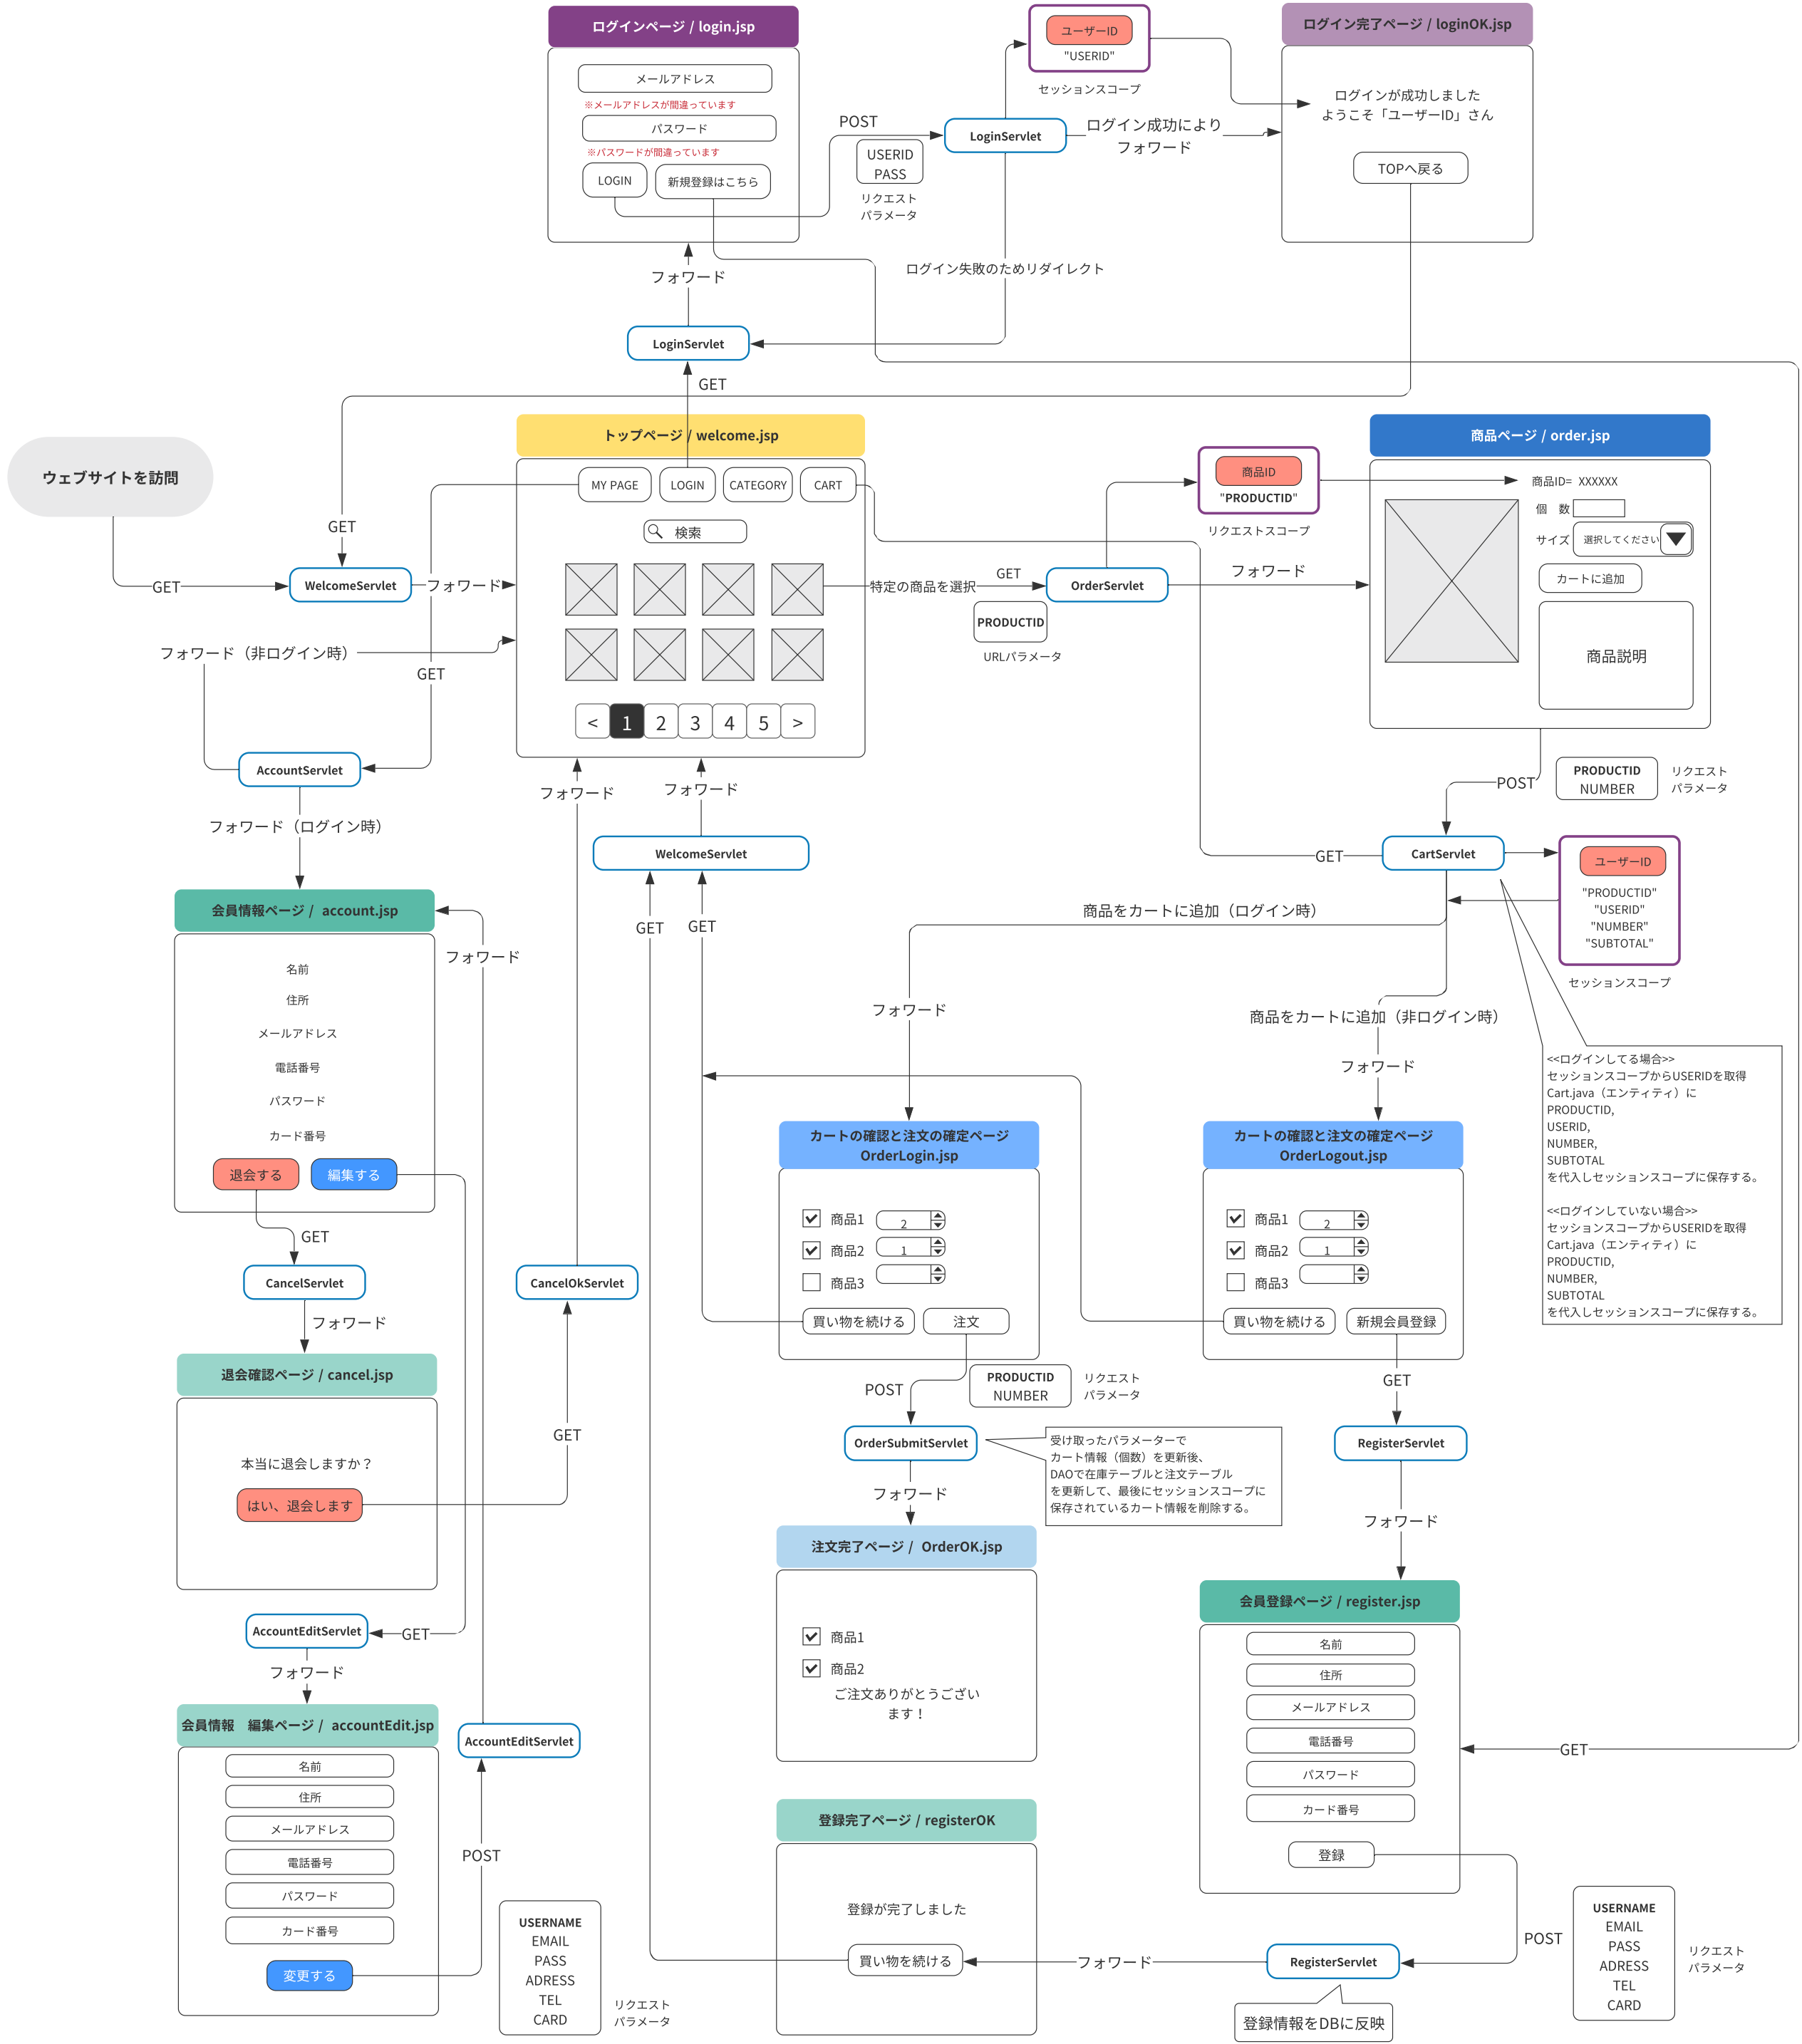 ログインページ / login.jsp
メールアドレス
※メールアドレスが間違っています
パスワード
※パスワードが間違っています
LOGIN
新規登録はこちら
POST
USERID
PASS
リクエスト
パラメータ
LoginServlet
ユーザーID
"USERID"
セッションスコープ
ログイン成功により
フォワード
ログイン完了ページ / loginOK.jsp
ログインが成功しました
ようこそ「ユーザーID」さん
TOPへ戻る
ログイン失敗のためリダイレクト
フォワード
LoginServlet
GET
ウェブサイトを訪問
GET
GET
WelcomeServlet
フォワード
トップページ / welcome.jsp
MY PAGE
LOGIN
CATEGORY
CART
検索
<
1
2
3
4
5
>
特定の商品を選択
GET
PRODUCTID
URLパラメータ
OrderServlet
商品ID
"PRODUCTID"
リクエストスコープ
フォワード
商品ページ / order.jsp
商品ID= XXXXXX
個　数
サイズ
選択してください
カートに追加
商品説明
フォワード（非ログイン時）
GET
AccountServlet
フォワード（ログイン時）
フォワード
フォワード
WelcomeServlet
GET
GET
POST
PRODUCTID
NUMBER
リクエスト
パラメータ
GET
CartServlet
ユーザーID
"PRODUCTID"
"USERID"
"NUMBER"
"SUBTOTAL"
セッションスコープ
商品をカートに追加（ログイン時）
フォワード
商品をカートに追加（非ログイン時）
フォワード
<<ログインしてる場合>>
セッションスコープからUSERIDを取得
Cart.java（エンティティ）に
PRODUCTID,
USERID,
NUMBER,
SUBTOTAL
を代入しセッションスコープに保存する。
<<ログインしていない場合>>
セッションスコープからUSERIDを取得
Cart.java（エンティティ）に
PRODUCTID,
NUMBER,
SUBTOTAL
を代入しセッションスコープに保存する。
会員情報ページ / account.jsp
名前
住所
メールアドレス
電話番号
パスワード
カード番号
退会する
編集する
フォワード
GET
CancelServlet
フォワード
CancelOkServlet
GET
退会確認ページ / cancel.jsp
本当に退会しますか？
はい、退会します
AccountEditServlet
GET
フォワード
会員情報　編集ページ / accountEdit.jsp
名前
住所
メールアドレス
電話番号
パスワード
カード番号
変更する
AccountEditServlet
POST
USERNAME
EMAIL
PASS
ADRESS
TEL
CARD
リクエスト
パラメータ
カートの確認と注文の確定ページ
OrderLogin.jsp
商品1
2
商品2
1
商品3
買い物を続ける
注文
POST
PRODUCTID
NUMBER
リクエスト
パラメータ
OrderSubmitServlet
受け取ったパラメーターで
カート情報（個数）を更新後、
DAOで在庫テーブルと注文テーブル
を更新して、最後にセッションスコープに
保存されているカート情報を削除する。
フォワード
注文完了ページ / OrderOK.jsp
商品1
商品2
ご注文ありがとうござい
ます！
カートの確認と注文の確定ページ
OrderLogout.jsp
商品1
2
商品2
1
商品3
買い物を続ける
新規会員登録
GET
RegisterServlet
フォワード
会員登録ページ / register.jsp
名前
住所
メールアドレス
電話番号
パスワード
カード番号
登録
GET
POST
USERNAME
EMAIL
PASS
ADRESS
TEL
CARD
リクエスト
パラメータ
RegisterServlet
登録情報をDBに反映
フォワード
登録完了ページ / registerOK
登録が完了しました
買い物を続ける